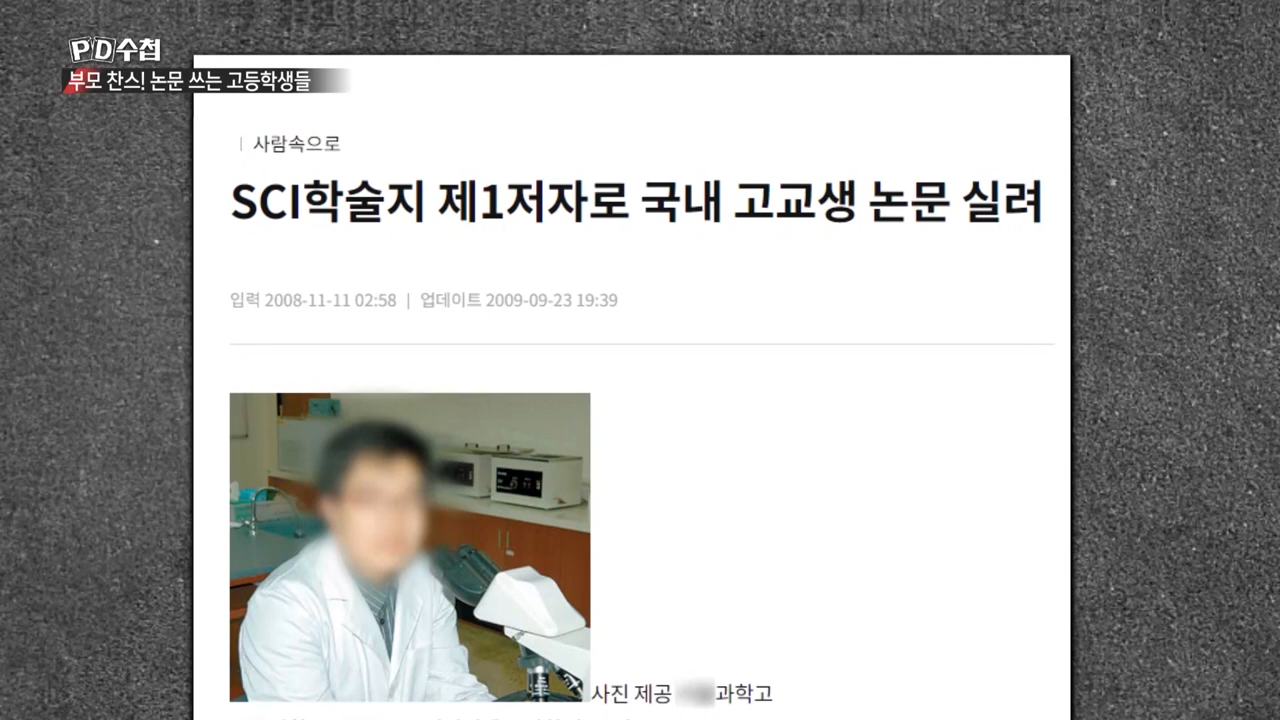 PD수첩
부모 찬스! 논문 쓰는 고등학생들
사람속으로
SCI학술지 제1저자로 국내 고교생 논문 실려
입력 2008-11-11 02:58 | 업데이트 2009-09-23 19:39
사진 제공 과학고